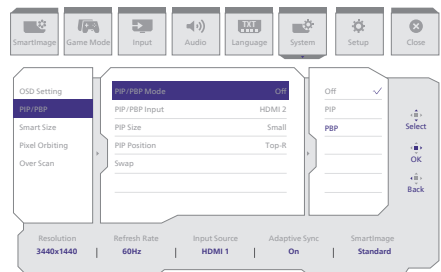 SmartImage Game Mode Input Audio Language System Setup Close
TXT
OSD Setting
PIP/PBP
Smart Size
Pixel Orbiting
Over Scan
PIP/PBP Mode Off
PIP/PBP Input HDMI 2
PIP Size Small
PIP Position Top-R
Swap
Off
PIP
PBP
Select
OK
Back
Resolution Refresh Rate Input Source Adaptive Sync SmartImage
3440x1440 | 60Hz | HDMI 1 | On | Standard